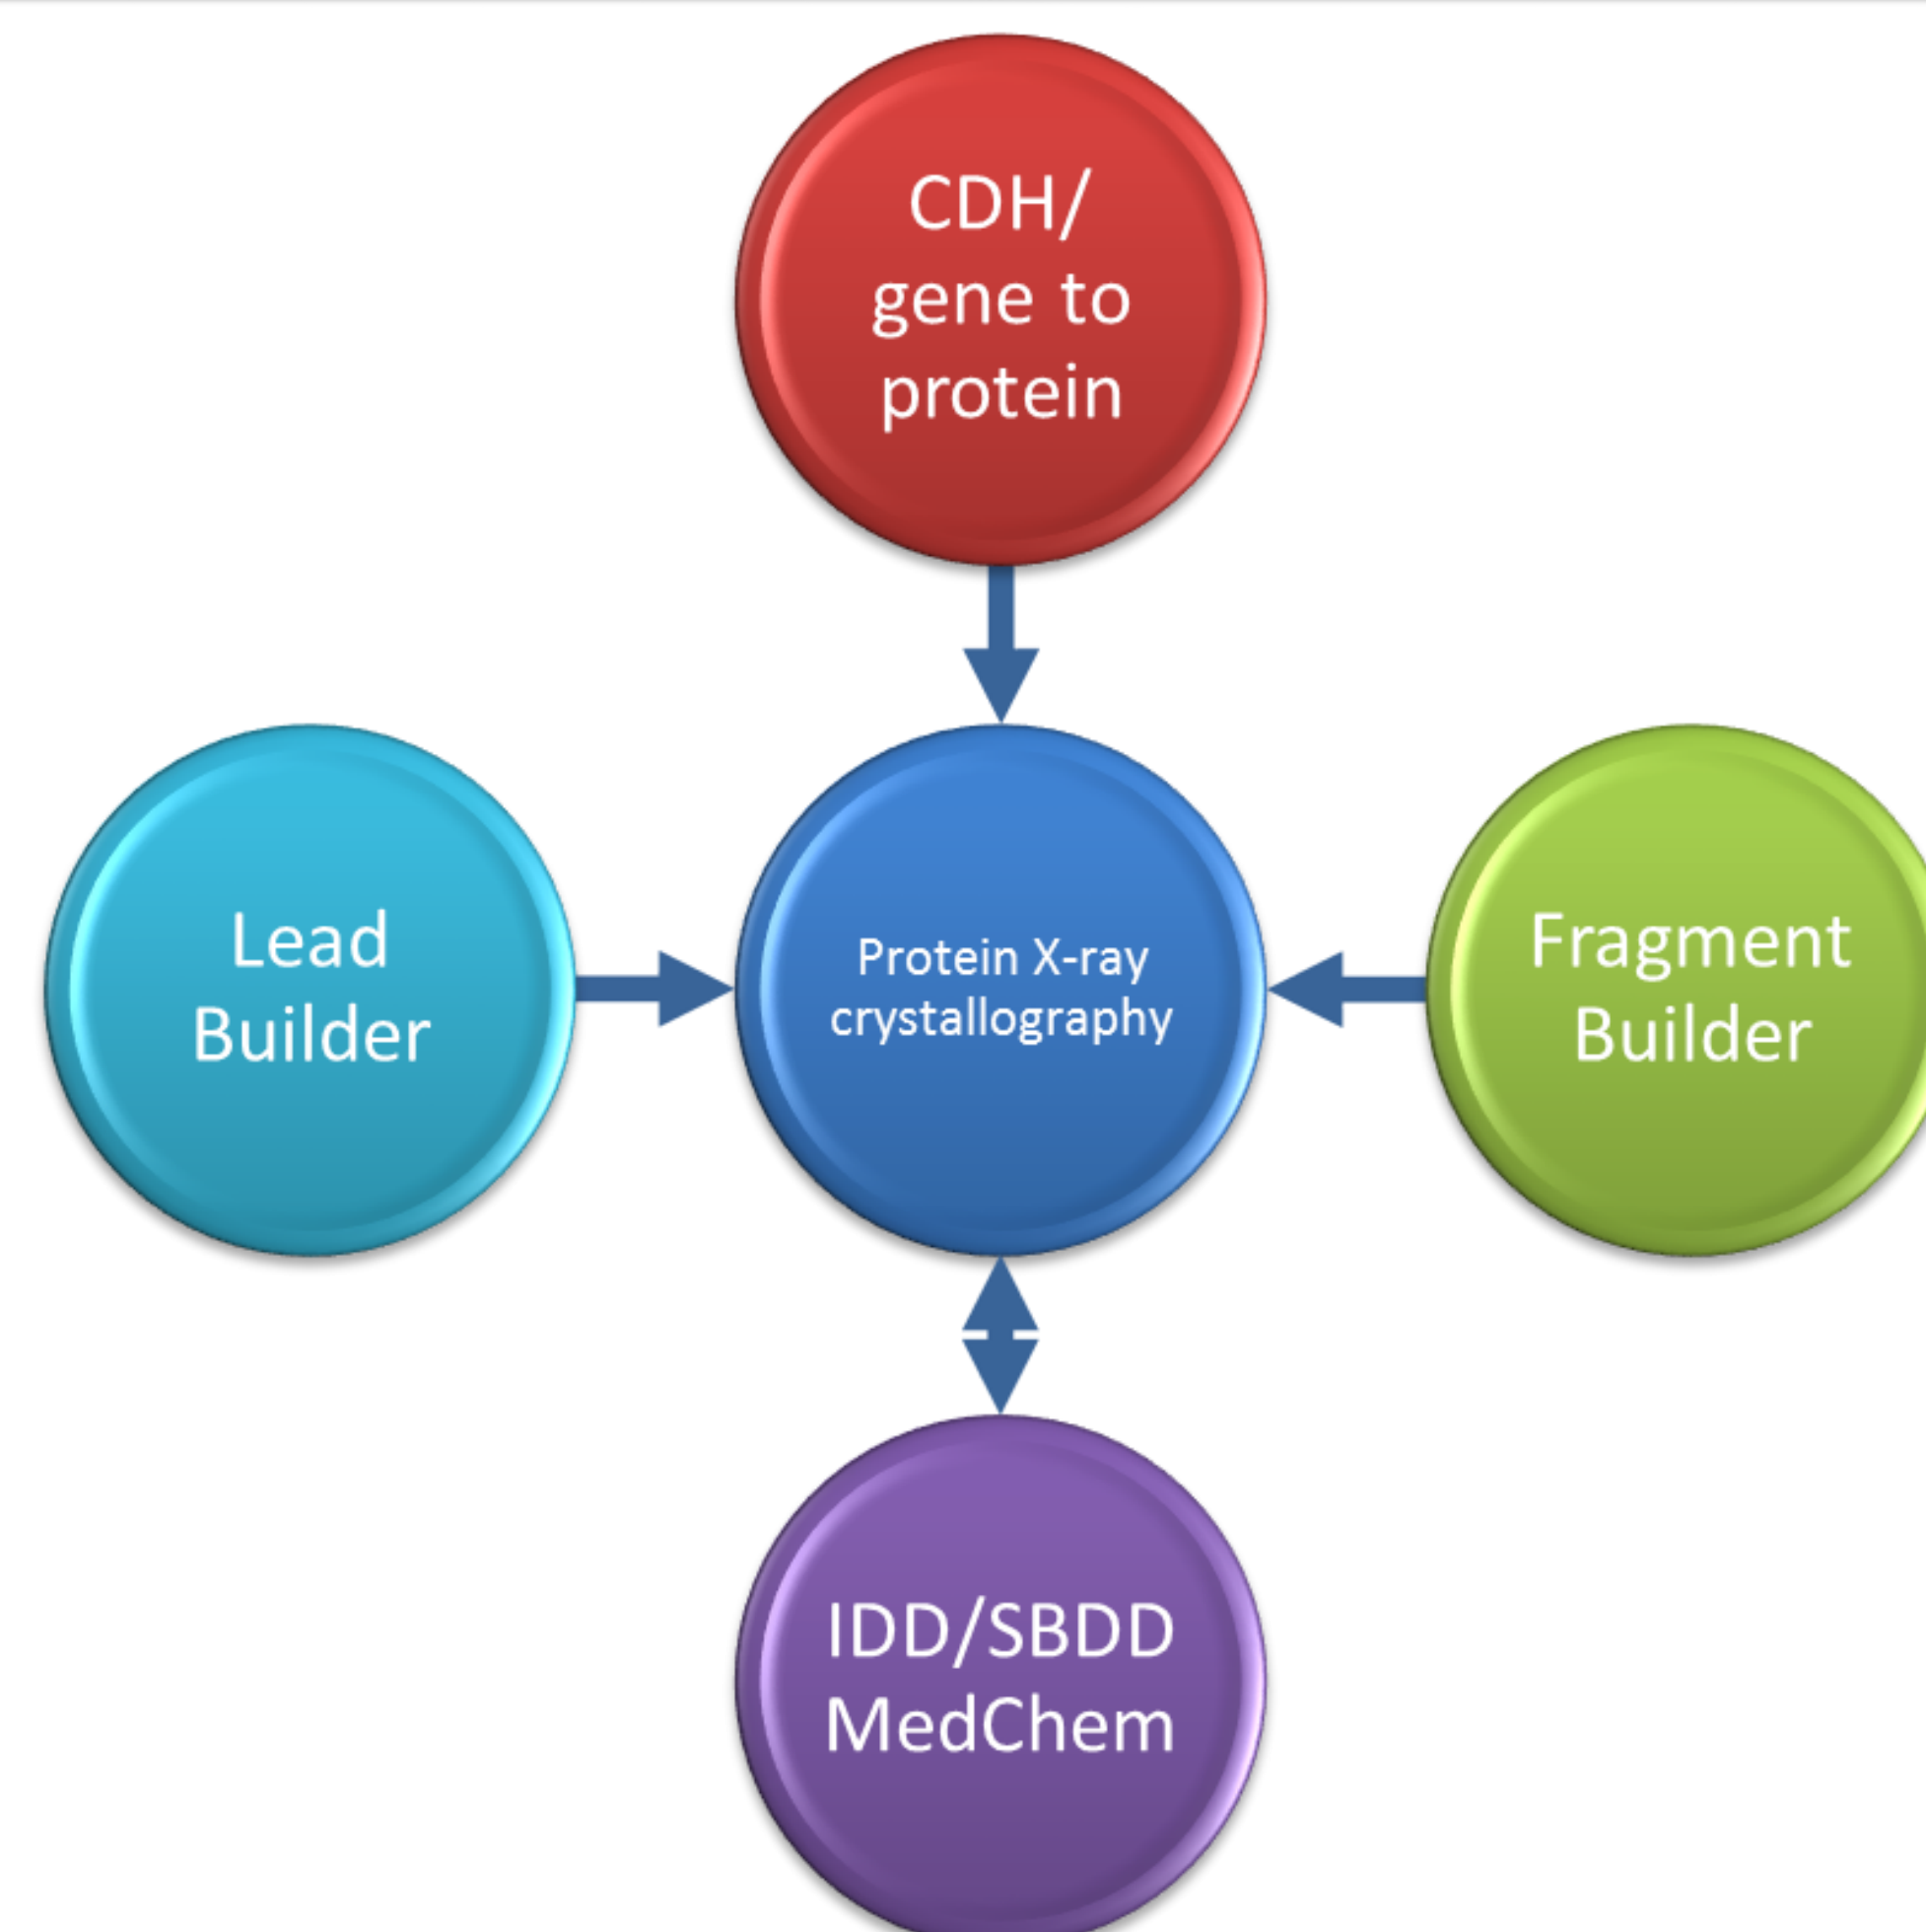 CDH/
gene to
protein
Lead
Builder
Protein X-ray
crystallography
Fragment
Builder
IDD/SBDD
MedChem